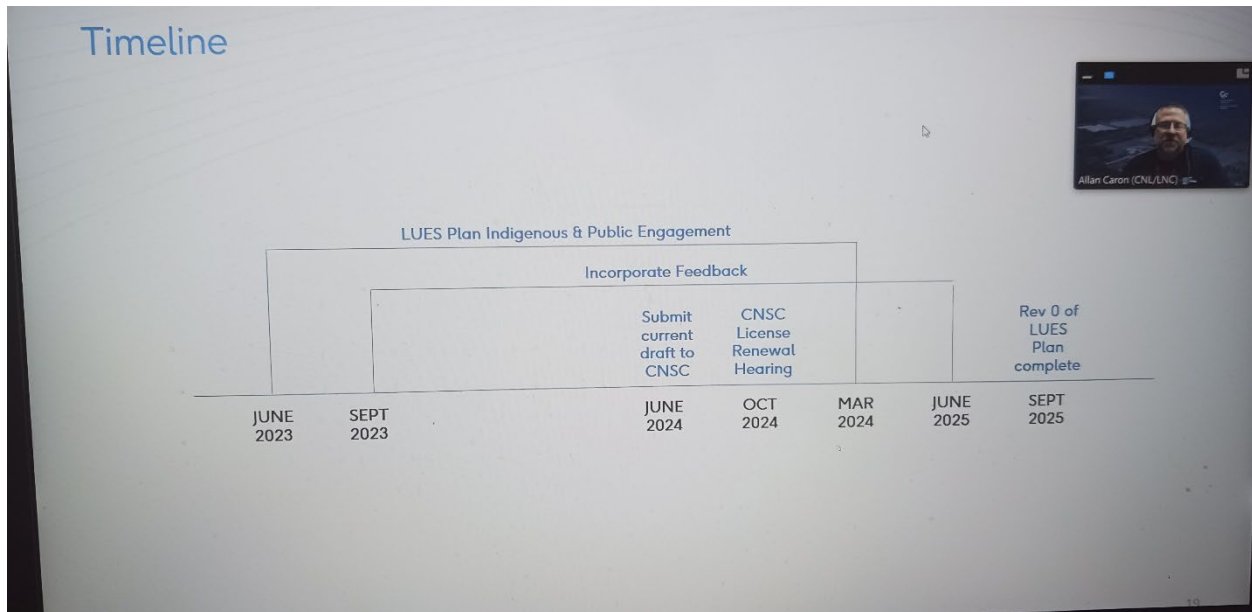 Timeline
Allan Caron (CNL/LNC)
LUES Plan Indigenous & Public Engagement
Incorporate Feedback
Submit
current
draft to
CNSC
CNSC
License
Renewal
Hearing
Rev 0 of
LUES
Plan
complete
JUNE
2023
SEPT
2023
JUNE
2024
OCT
2024
MAR
2024
JUNE
2025
SEPT
2025
19